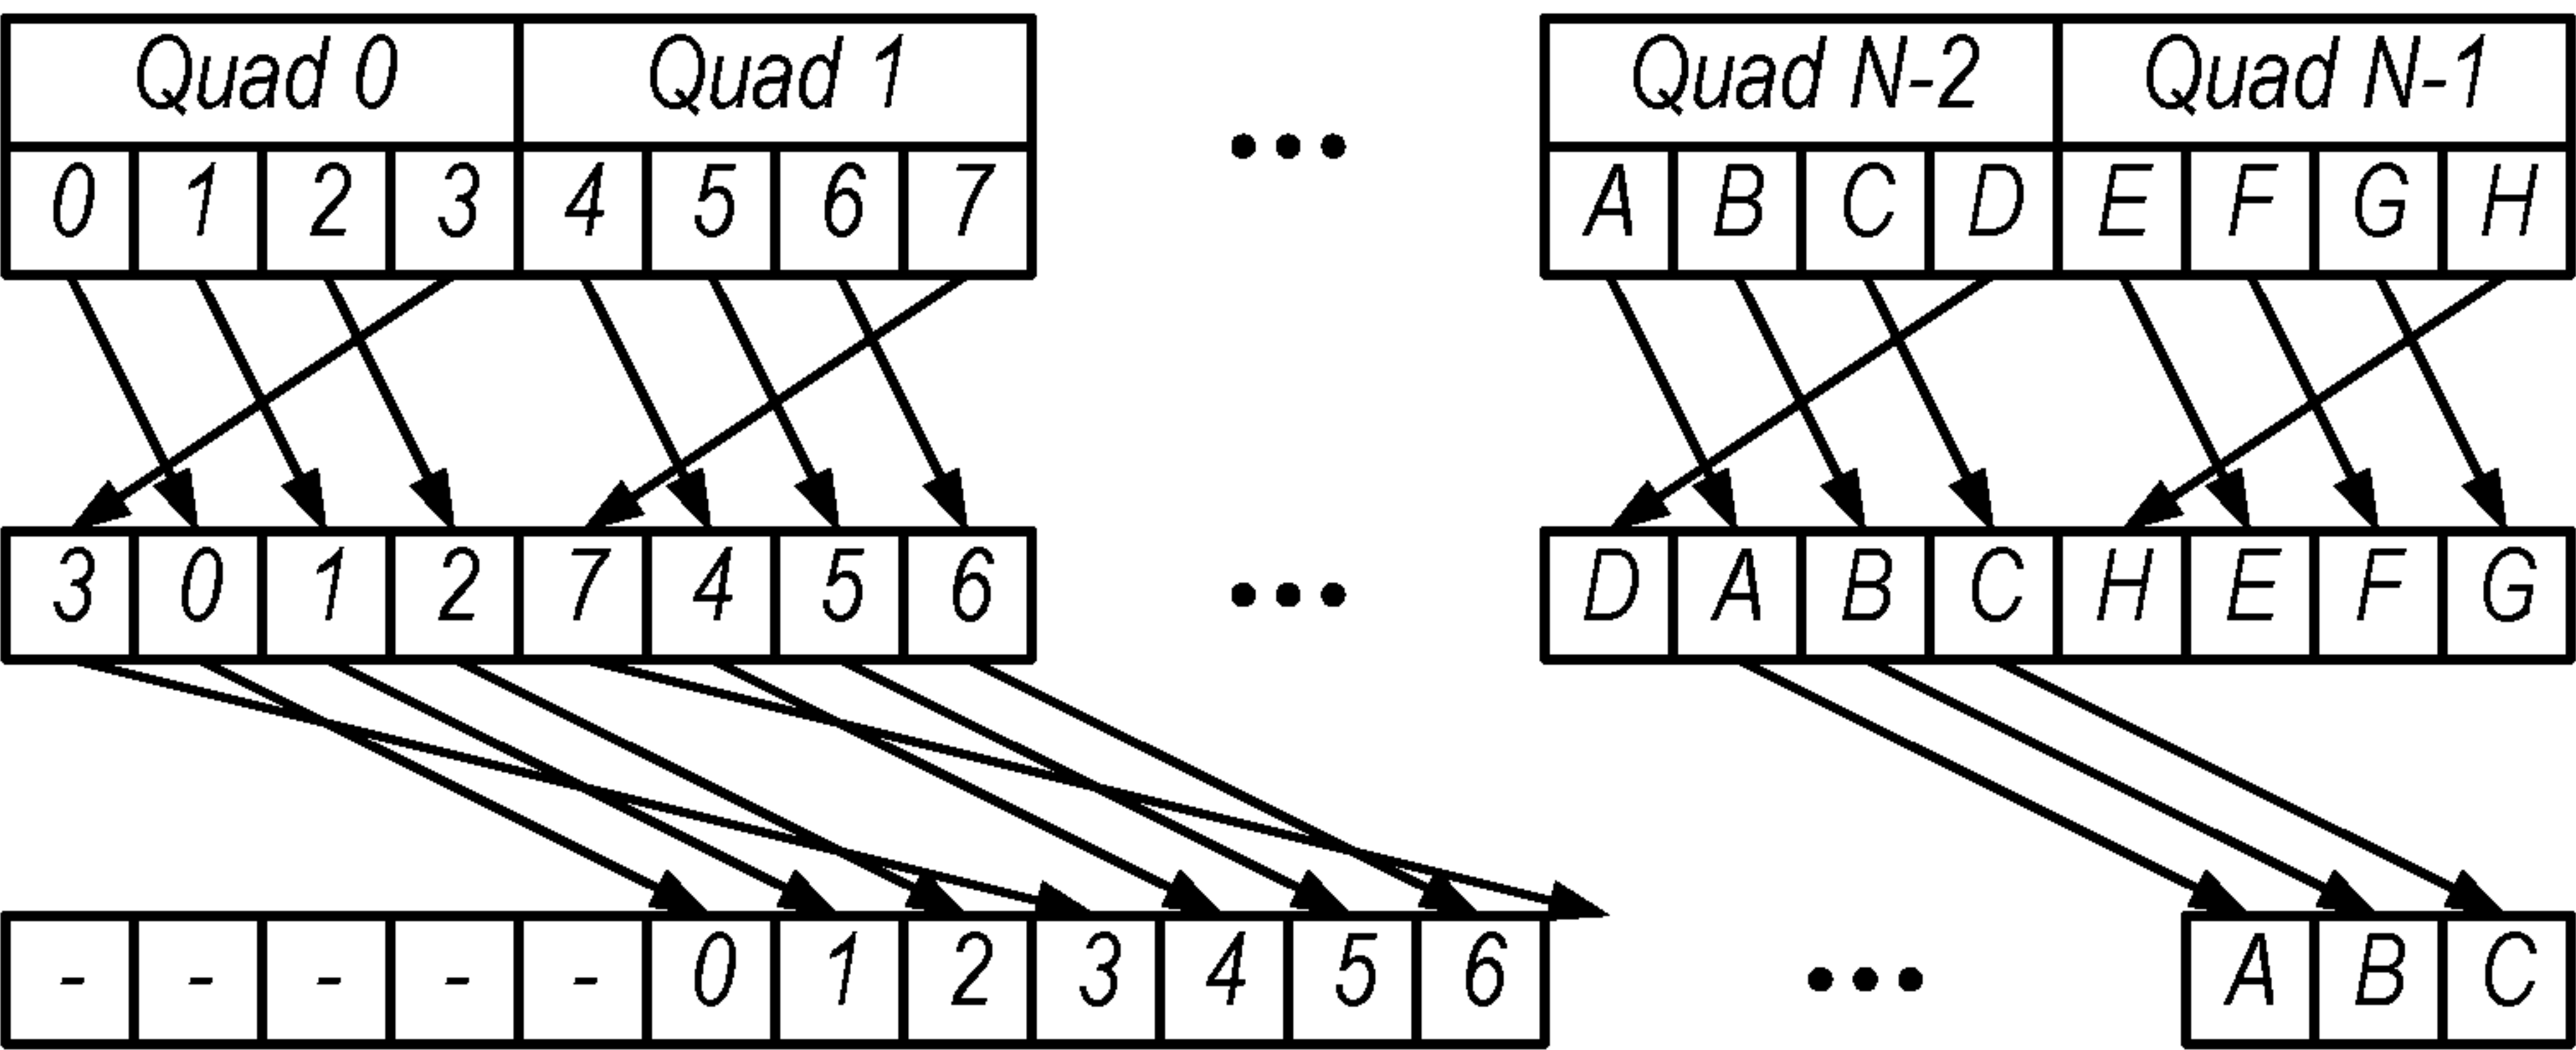 Quad 0 Quad 1 ••• Quad N-2 Quad N-1
0 1 2 3 4 5 6 7 A B C D E F G H
3 0 1 2 7 4 5 6 ••• D A B C H E F G
- - - - - 0 1 2 3 4 5 6 ••• A B C